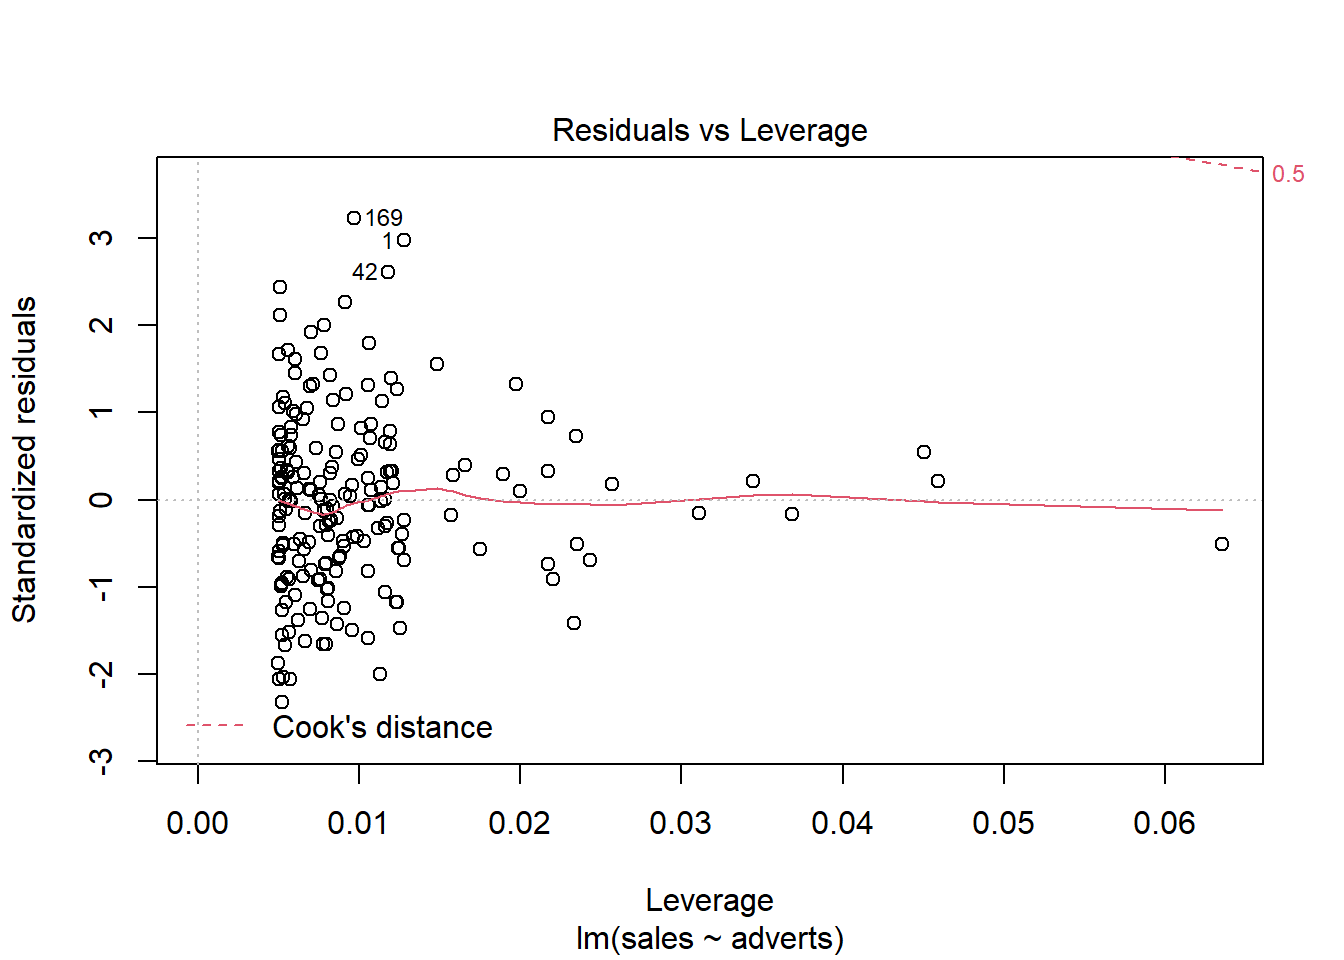 Residuals vs Leverage
Standardized residuals
3
2
1
0
-1
-2
-3
169
1
42
0.5
Cook's distance
0.00 0.01 0.02 0.03 0.04 0.05 0.06
Leverage
lm(sales ~ adverts)